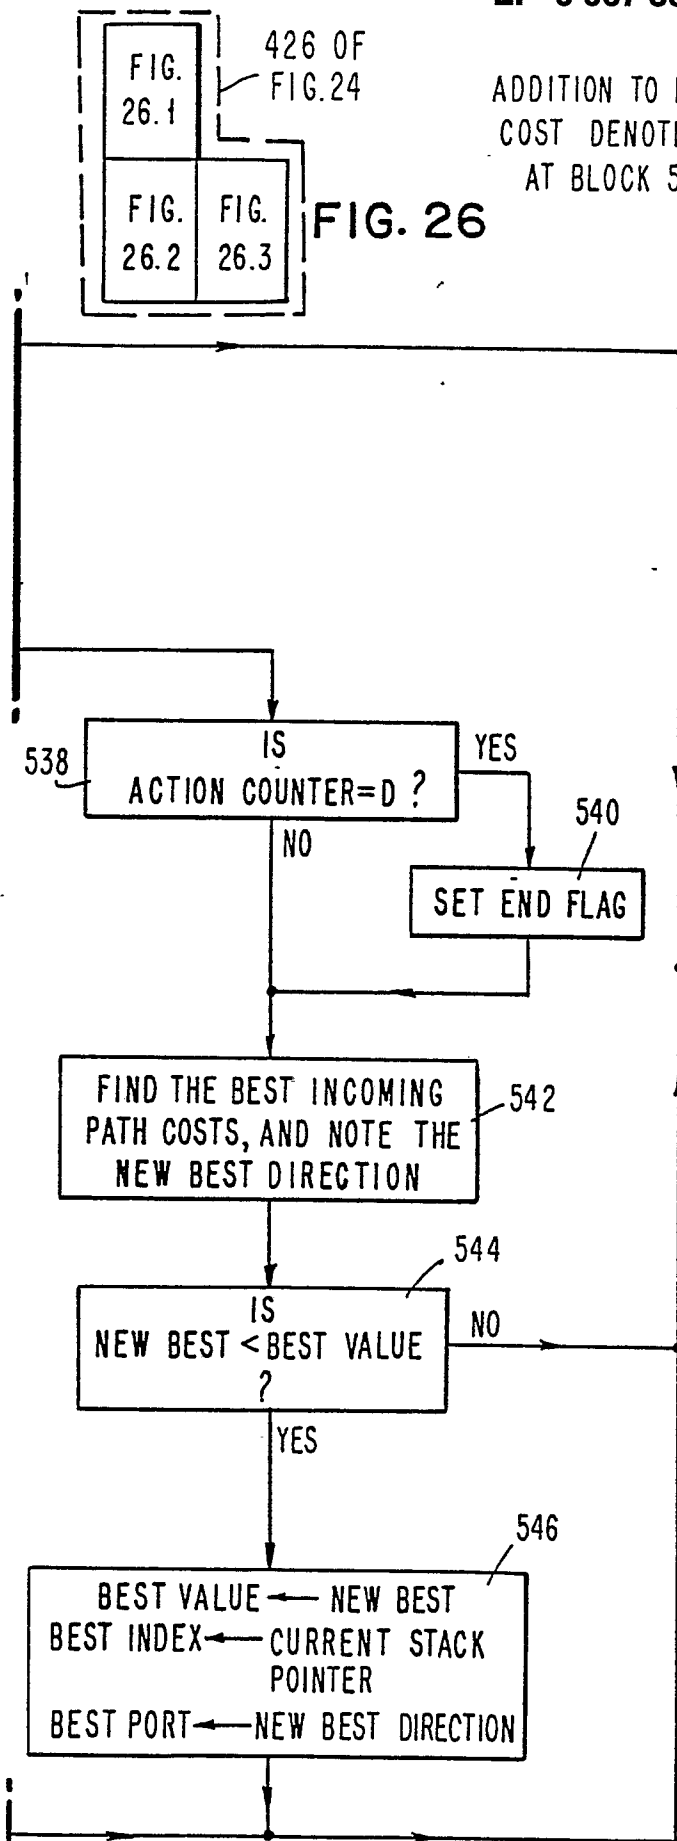 FIG. 26.1
426 OF FIG.24
ADDITION TO
COST
AT BLOCK
FIG. 26.2
FIG. 26.3
FIG. 26
538
IS
ACTION COUNTER=D ?
YES
NO
540
SET END FLAG
FIND THE BEST INCOMING
PATH COSTS, AND NOTE THE
NEW BEST DIRECTION
542
544
IS
NEW BEST < BEST VALUE
?
NO
YES
546
BEST VALUE ← NEW BEST
BEST INDEX ← CURRENT STACK
POINTER
BEST PORT ← NEW BEST DIRECTION